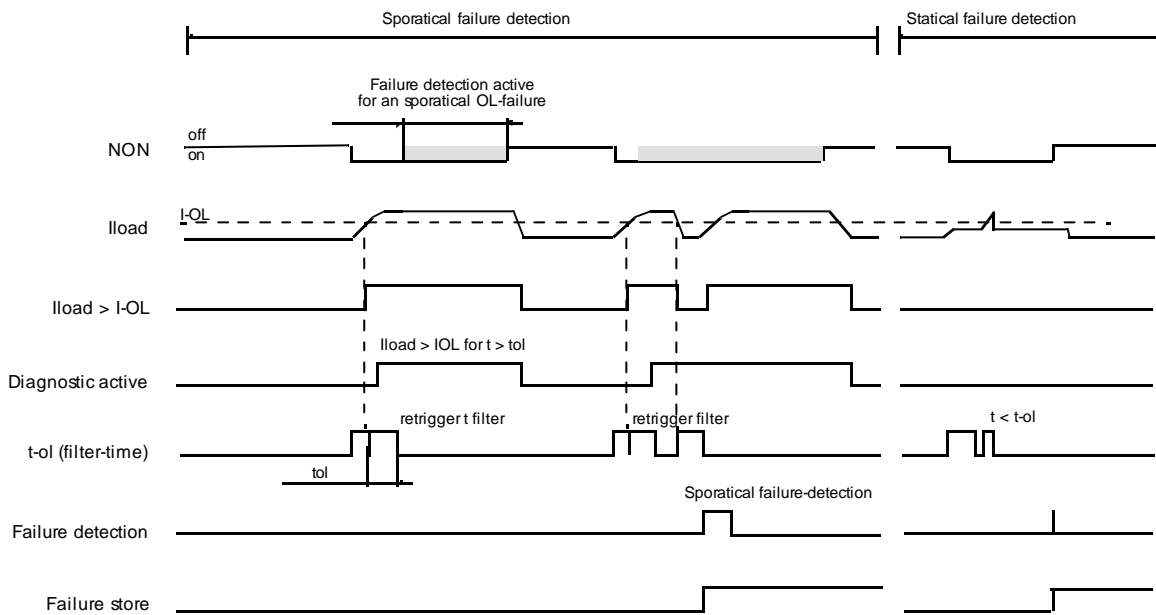 Sporatical failure detection
Statical failure detection
Failure detection active
for an sporatical OL-failure
off
on
NON
I-OL
Iload
Iload > I-OL
Iload > IOL for t > tol
Diagnostic active
retrigger t filter
retrigger filter
t < t-ol
t-ol (filter-time)
tol
Sporatical failure-detection
Failure detection
Failure store